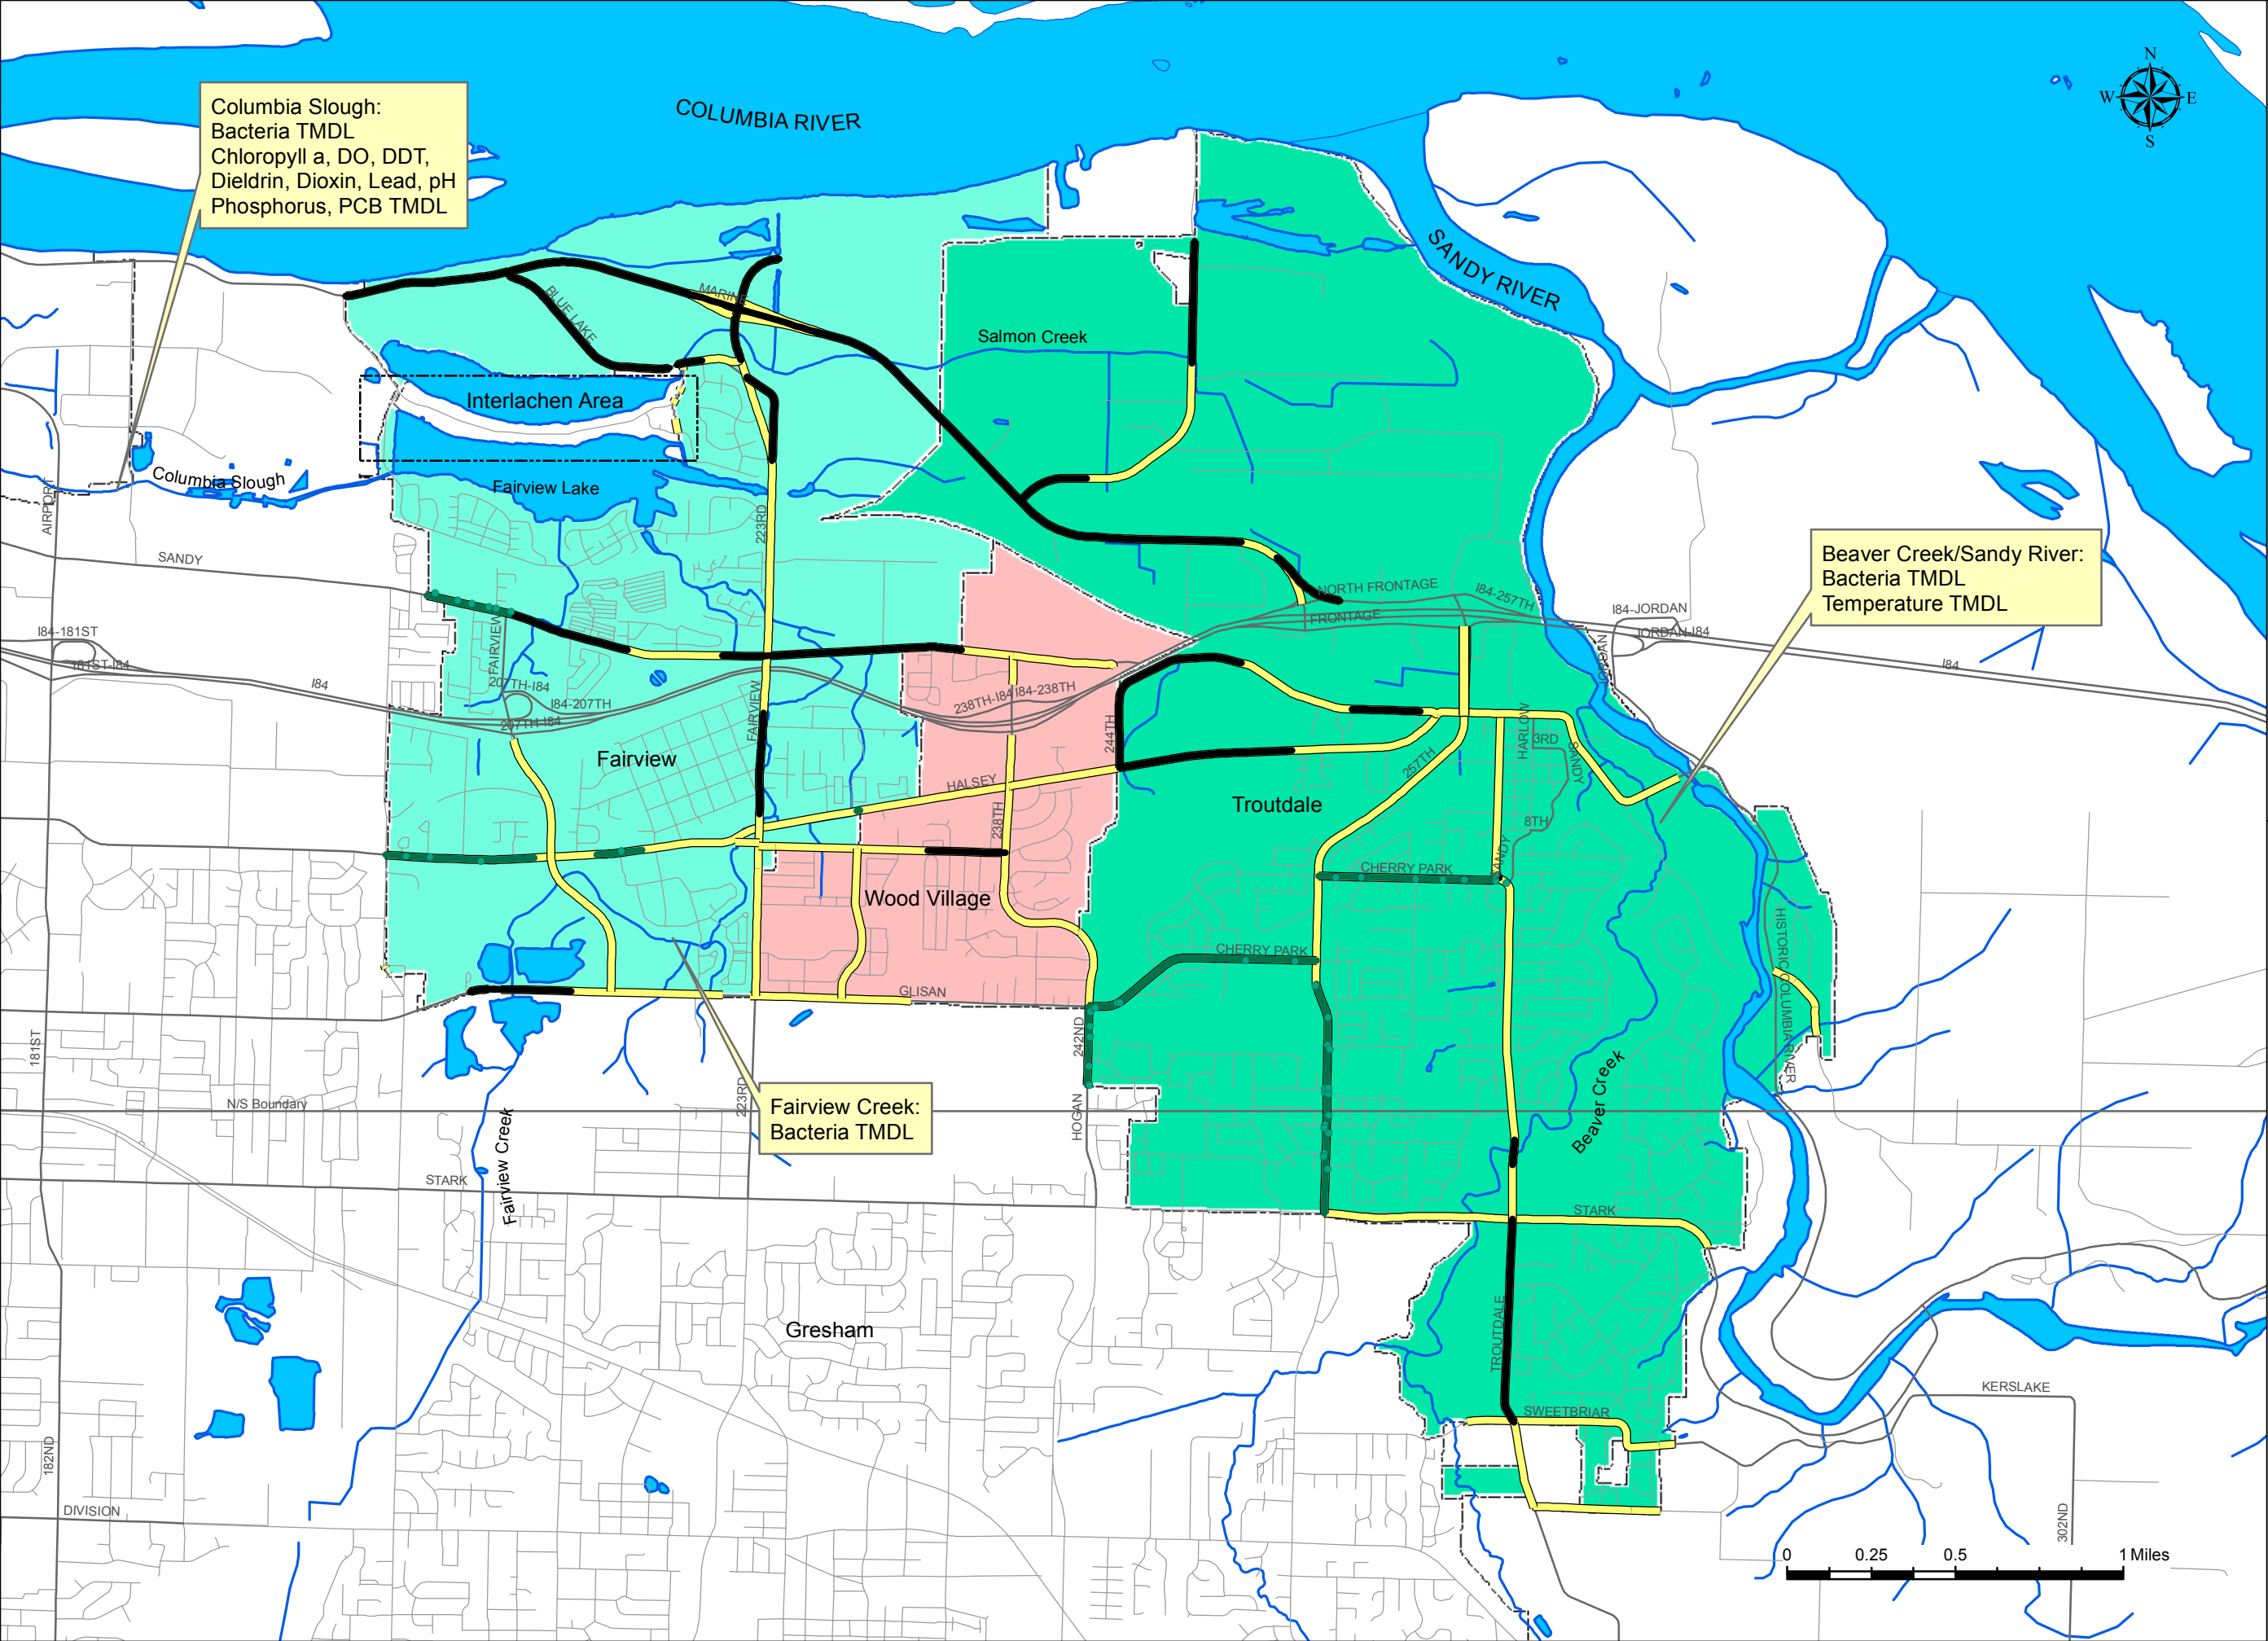 N
W E
S
COLUMBIA RIVER
Columbia Slough:
Bacteria TMDL
Chloropyll a, DO, DDT,
Dieldrin, Dioxin, Lead, pH
Phosphorus, PCB TMDL
SANDY RIVER
MARINE
BLUE LAKE
Salmon Creek
Interlachen Area
Columbia Slough
Fairview Lake
AIRPORT
223RD
SANDY
Beaver Creek/Sandy River:
Bacteria TMDL
Temperature TMDL
NORTH FRONTAGE
I84-257TH
FRONTAGE
I84-JORDAN
JORDAN-I84
JORDAN
I84
I84-181ST
181ST-I84
I84
FAIRVIEW
207TH-I84
I84-207TH
207TH-I84
238TH-I84
I84-238TH
FAIRVIEW
244TH
HARLOW
3RD
SANDY
257TH
Fairview
HALSEY
238TH
Troutdale
8TH
SANDY
CHERRY PARK
Wood Village
CHERRY PARK
HISTORIC COLUMBIA RIVER
GLISAN
181ST
242ND
223RD
N/S Boundary
Fairview Creek:
Bacteria TMDL
HOGAN
Beaver Creek
Fairview Creek
STARK
STARK
Gresham
TROUTDALE
KERSLAKE
SWEETBRIAR
182ND
DIVISION
302ND
0 0.25 0.5 1 Miles